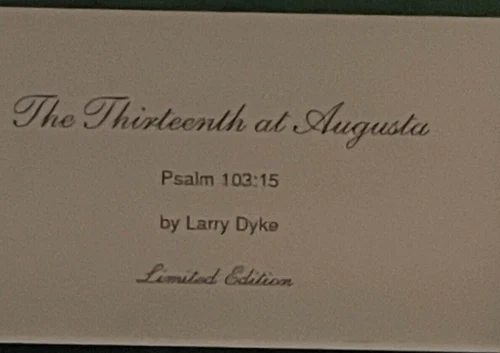 The Thirteenth at Augusta
Psalm 103:15
by Larry Dyke
Limited Edition